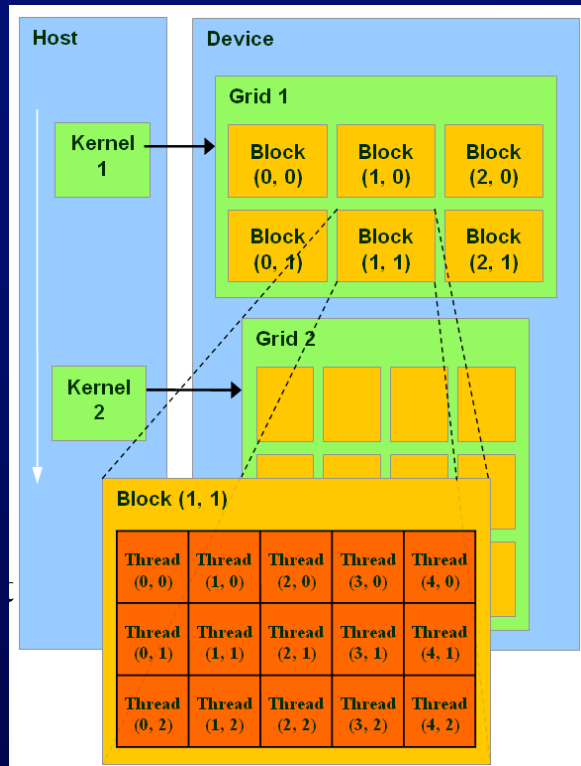 Host
Device
Grid 1
Kernel
1
Block
(0, 0)
Block
(1, 0)
Block
(2, 0)
Block
(0, 1)
Block
(1, 1)
Block
(2, 1)
Grid 2
Kernel
2
Block (1, 1)
Thread
(0, 0)
Thread
(1, 0)
Thread
(2, 0)
Thread
(3, 0)
Thread
(4, 0)
Thread
(0, 1)
Thread
(1, 1)
Thread
(2, 1)
Thread
(3, 1)
Thread
(4, 1)
Thread
(0, 2)
Thread
(1, 2)
Thread
(2, 2)
Thread
(3, 2)
Thread
(4, 2)